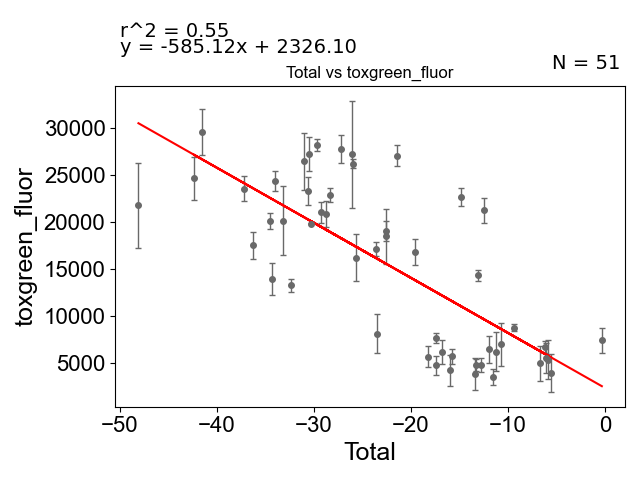 r^2 = 0.55
y = -585.12x + 2326.10
N = 51
Total vs toxgreen_fluor
30000
25000
20000
15000
10000
5000
toxgreen_fluor
−50 −40 −30 −20 −10 0
Total